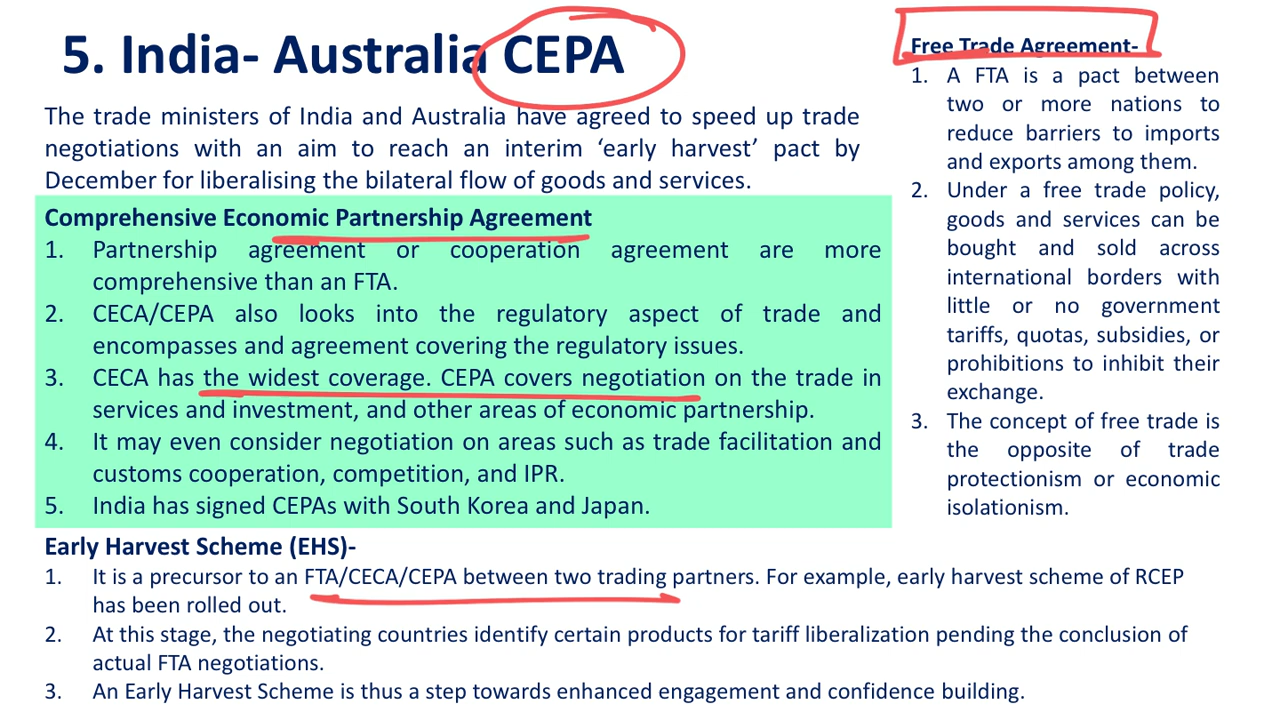 5. India- Australia CEPA
The trade ministers of India and Australia have agreed to speed up trade
negotiations with an aim to reach an interim ‘early harvest’ pact by
December for liberalising the bilateral flow of goods and services.
Comprehensive Economic Partnership Agreement
1. Partnership agreement or cooperation agreement are more
comprehensive than an FTA.
2. CECA/CEPA also looks into the regulatory aspect of trade and
encompasses and agreement covering the regulatory issues.
3. CECA has the widest coverage. CEPA covers negotiation on the trade in
services and investment, and other areas of economic partnership.
4. It may even consider negotiation on areas such as trade facilitation and
customs cooperation, competition, and IPR.
5. India has signed CEPAs with South Korea and Japan.
Early Harvest Scheme (EHS)-
1. It is a precursor to an FTA/CECA/CEPA between two trading partners. For example, early harvest scheme of RCEP
has been rolled out.
2. At this stage, the negotiating countries identify certain products for tariff liberalization pending the conclusion of
actual FTA negotiations.
3. An Early Harvest Scheme is thus a step towards enhanced engagement and confidence building.
Free Trade Agreement-
1. A FTA is a pact between
two or more nations to
reduce barriers to imports
and exports among them.
2. Under a free trade policy,
goods and services can be
bought and sold across
international borders with
little or no government
tariffs, quotas, subsidies, or
prohibitions to inhibit their
exchange.
3. The concept of free trade is
the opposite of trade
protectionism or economic
isolationism.